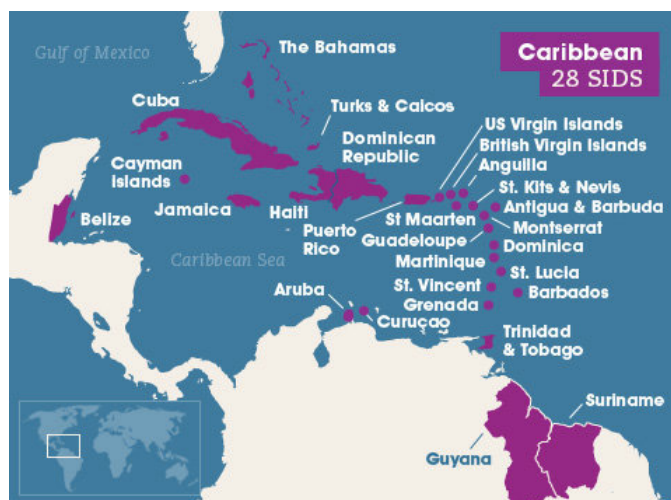 Gulf of Mexico
The Bahamas
Caribbean
28 SIDS
Cuba
Turks & Caicos
Dominican
Republic
US Virgin Islands
British Virgin Islands
Anguilla
Cayman
Islands
St. Kits & Nevis
Jamaica
Haiti
Antigua & Barbuda
Belize
Puerto
Rico
St Maarten
Montserrat
Guadeloupe
Caribbean Sea
Dominica
Martinique
St. Lucia
Aruba
St. Vincent
Barbados
Grenada
Curuçao
Trinidad
& Tobago
Suriname
Guyana